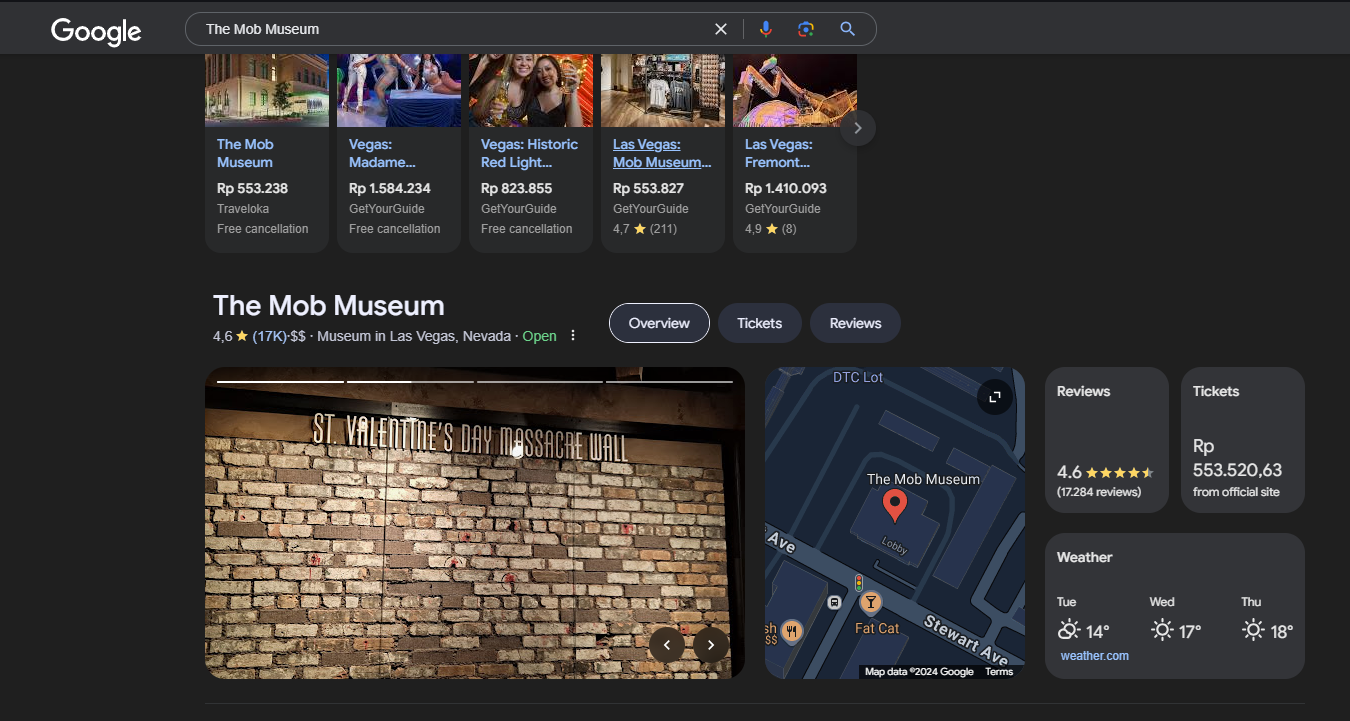 Google
The Mob Museum
The Mob
Museum
Rp 553.238
Traveloka
Free cancellation
Vegas:
Madame...
Rp 1.584.234
GetYourGuide
Free cancellation
Vegas: Historic
Red Light...
Rp 823.855
GetYourGuide
Free cancellation
Las Vegas:
Mob Museum...
Rp 553.827
GetYourGuide
4,7 ★ (211)
Las Vegas:
Fremont...
Rp 1.410.093
GetYourGuide
4,9 ★ (8)
The Mob Museum
4,6 ★ (17K)·$$ · Museum in Las Vegas, Nevada · Open
Overview
Tickets
Reviews
ST. VALENTINE'S DAY MASSACRE WALL
DTC Lot
The Mob Museum
Lobby
Ave
Fat Cat
sh
$$
Stewart Ave
Map data ©2024 Google Terms
Reviews
4.6
(17.284 reviews)
Tickets
Rp
553.520,63
from official site
Weather
Tue
14°
Wed
17°
Thu
18°
weather.com